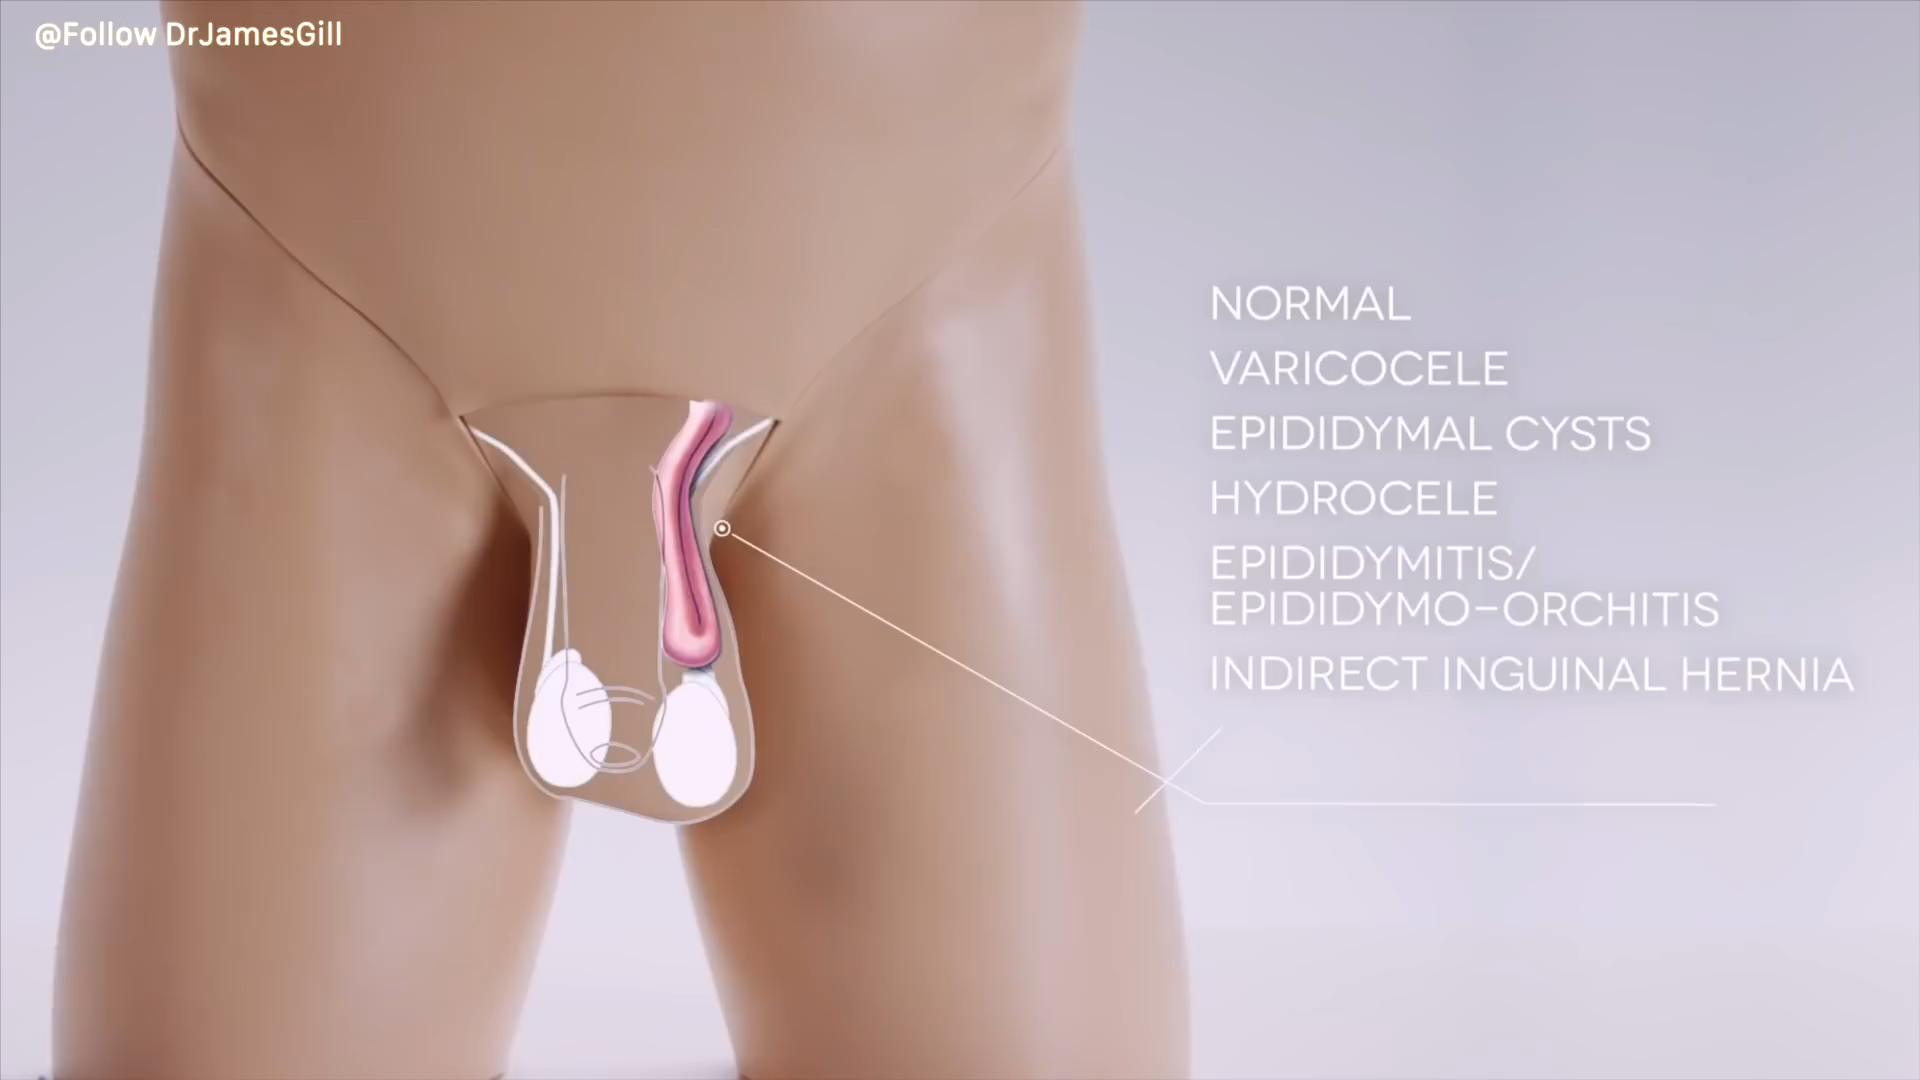 @Follow DrJamesGill
NORMAL
VARICOCELE
EPIDIDYMAL CYSTS
HYDROCELE
EPIDIDYMITIS/
EPIDIDYMO-ORCHITIS
INDIRECT INGUINAL HERNIA